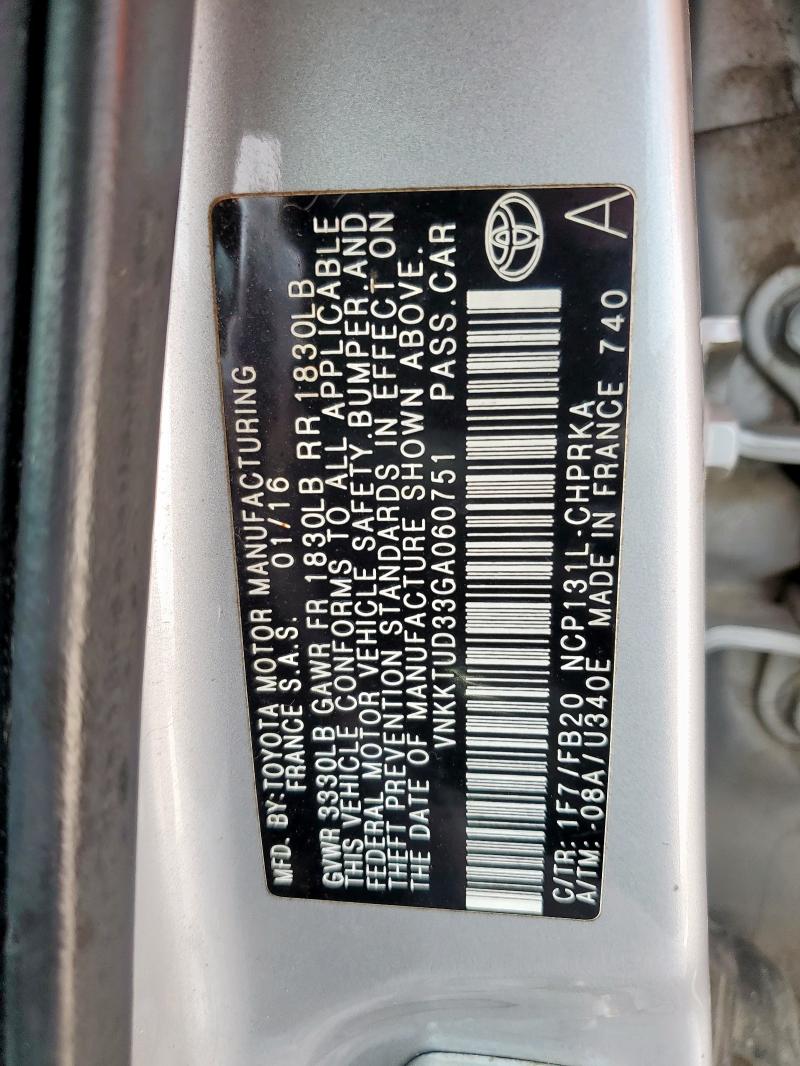 MFD. BY:TOYOTA MOTOR MANUFACTURING
FRANCE S.A.S. 01/16
GVWR 3330LB GAWR FR 1830LB RR 1830LB
THIS VEHICLE CONFORMS TO ALL APPLICABLE
FEDERAL MOTOR VEHICLE SAFETY,BUMPER,AND
THEFT PREVENTION STANDARDS IN EFFECT ON
THE DATE OF MANUFACTURE SHOWN ABOVE.
VNKKTUD33GA060751 PASS.CAR
C/TR: 1F7/FB20 NCP131L-CHPRKA
A/TM: -08A/U340E MADE IN FRANCE 740
A